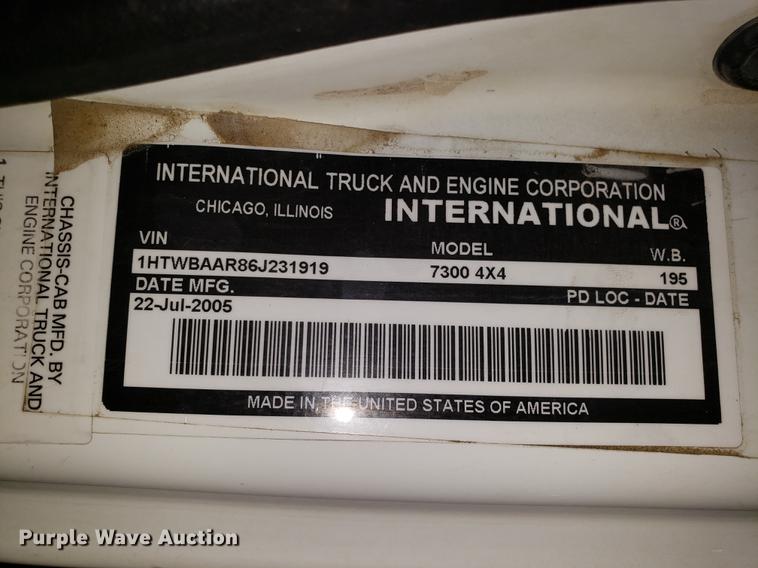 INTERNATIONAL TRUCK AND ENGINE CORPORATION
CHICAGO, ILLINOIS INTERNATIONAL®
VIN MODEL W.B.
1HTWBAAR86J231919 7300 4X4 195
DATE MFG. PD LOC - DATE
22-Jul-2005
MADE IN THE UNITED STATES OF AMERICA
CHASSIS-CAB MFD. BY
INTERNATIONAL TRUCK AND
ENGINE CORPORATION
Purple Wave Auction